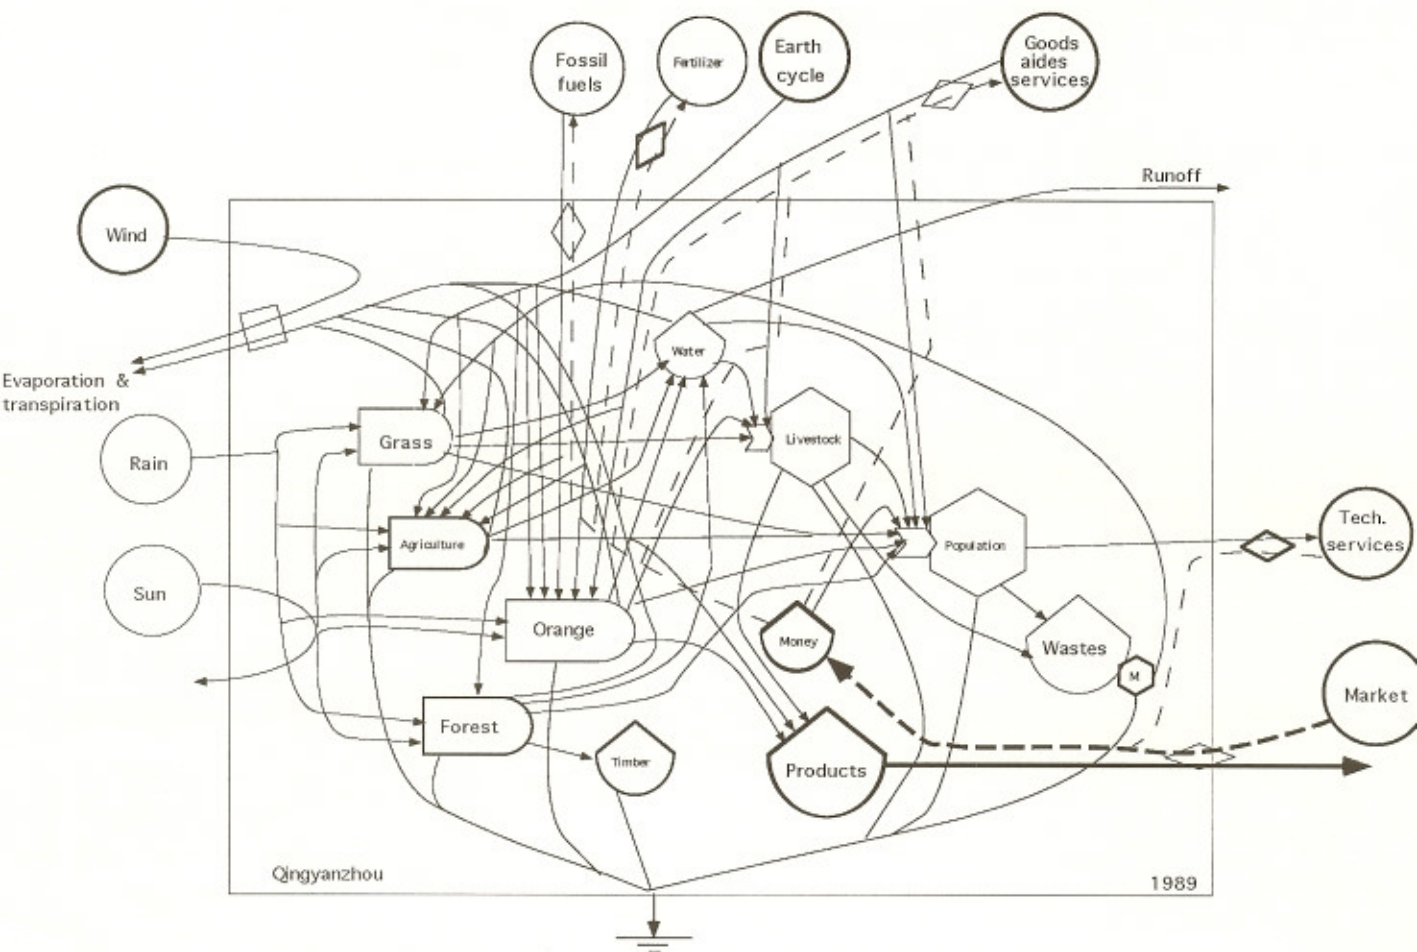 Fossil
fuels
Fertilizer
Earth
cycle
Goods
aides
services
Runoff
Wind
Evaporation &
transpiration
Water
Grass
Livestock
Rain
Agriculture
Population
Tech.
services
Sun
Orange
Money
Wastes
M
Market
Forest
Timber
Products
Qingyanzhou
1989